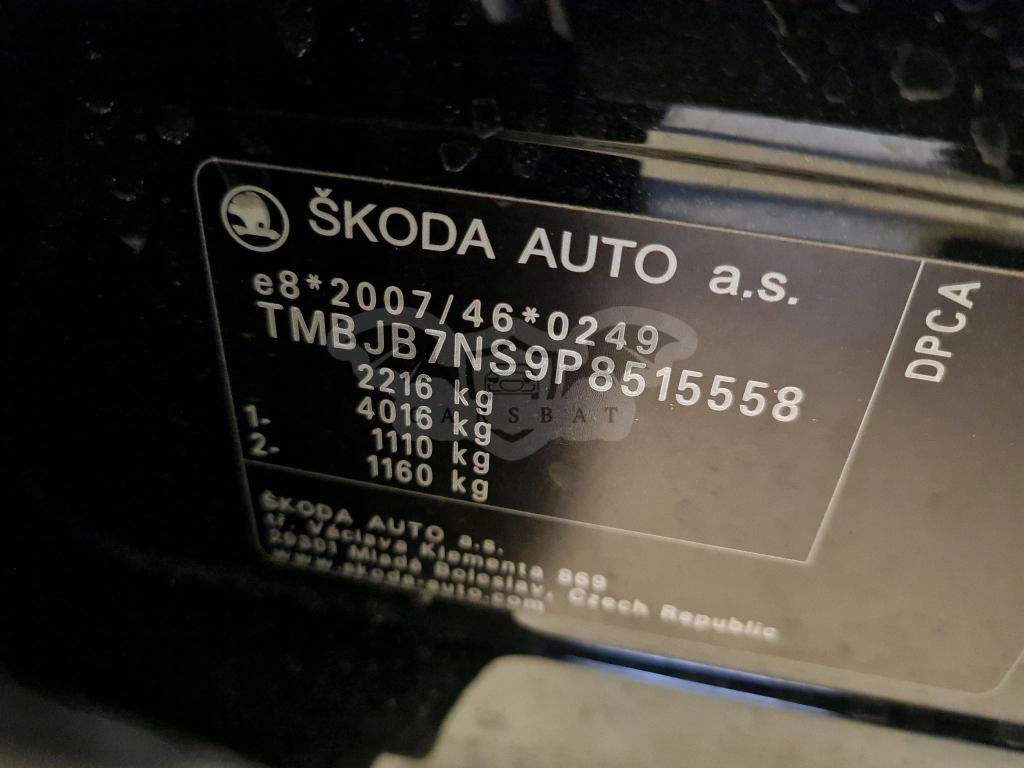 ŠKODA AUTO a.s.
e8*2007/46*0249
TMBJB7NS9P8515558
2216 kg
4016 kg
1- 1110 kg
2- 1160 kg
DPCA
ŠKODA AUTO a.s.
tř. Václava Klementa 869
29301 Mladá Boleslav, Czech Republic
www.skoda-auto.com
CARSBAT